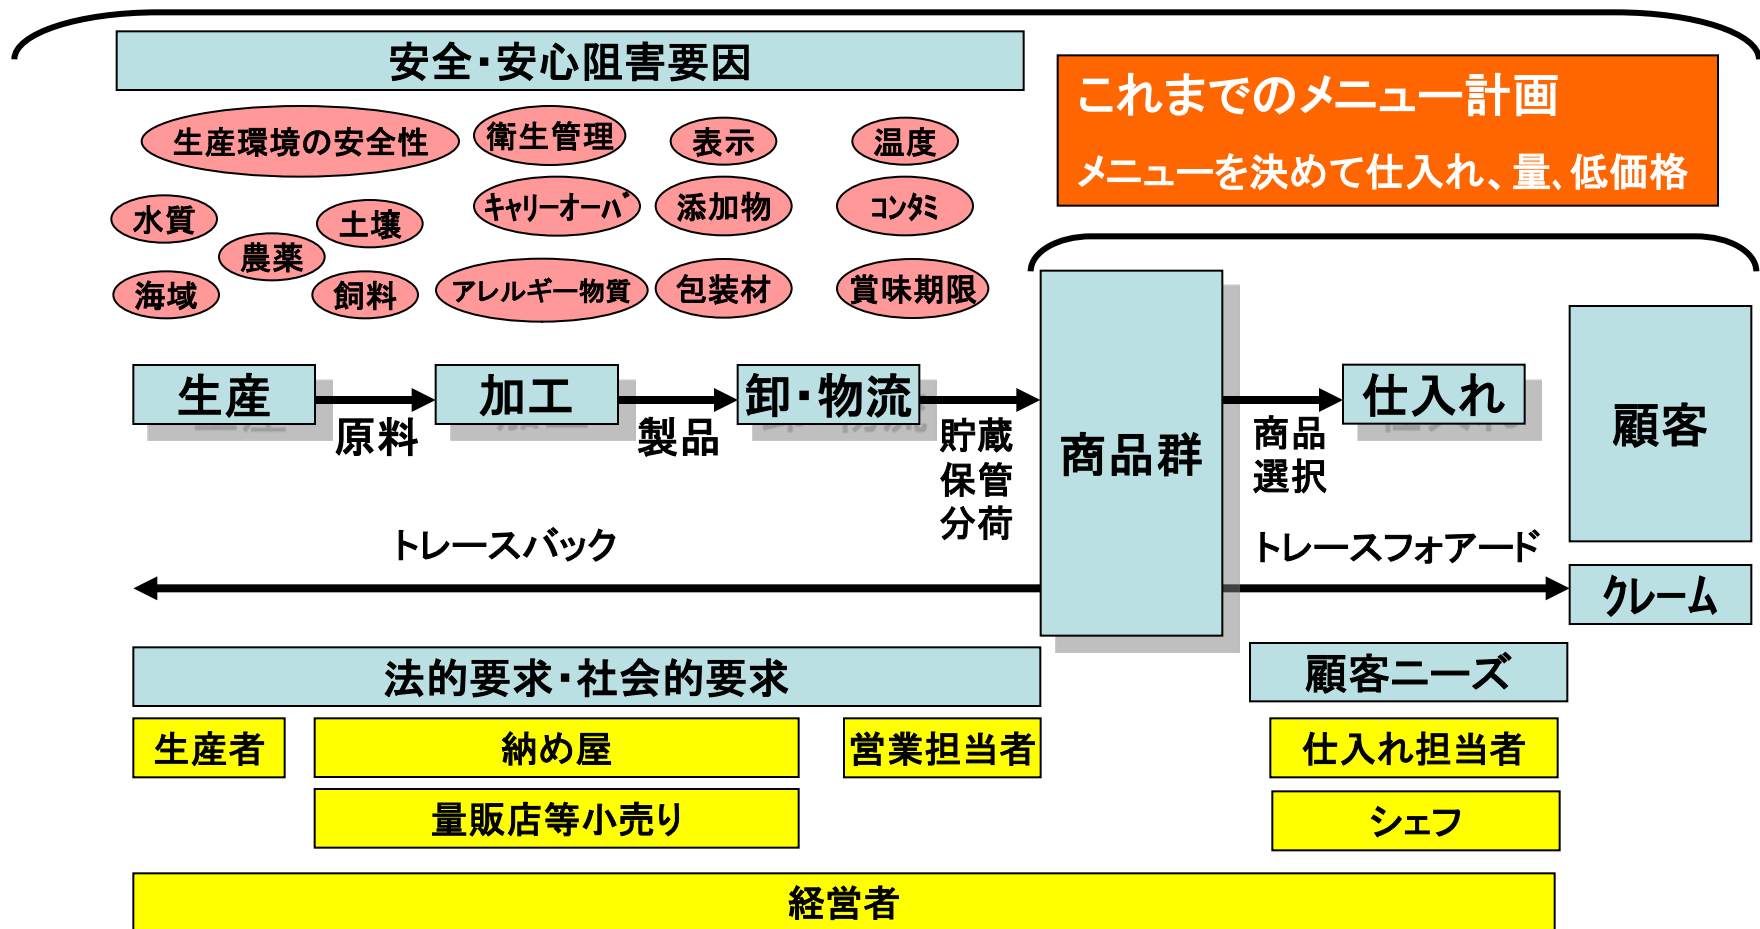 安全・安心阻害要因
これまでのメニュー計画
メニューを決めて仕入れ、量、低価格
生産環境の安全性
衛生管理
表示
温度
水質
土壌
キャリーオーバ
添加物
コンタミ
農薬
海域
飼料
アレルギー物質
包装材
賞味期限
生産
原料
加工
製品
卸・物流
貯蔵
保管
分荷
商品群
商品
選択
仕入れ
顧客
トレースバック
トレースフォアード
クレーム
法的要求・社会的要求
顧客ニーズ
生産者
納め屋
営業担当者
仕入れ担当者
量販店等小売り
シェフ
経営者